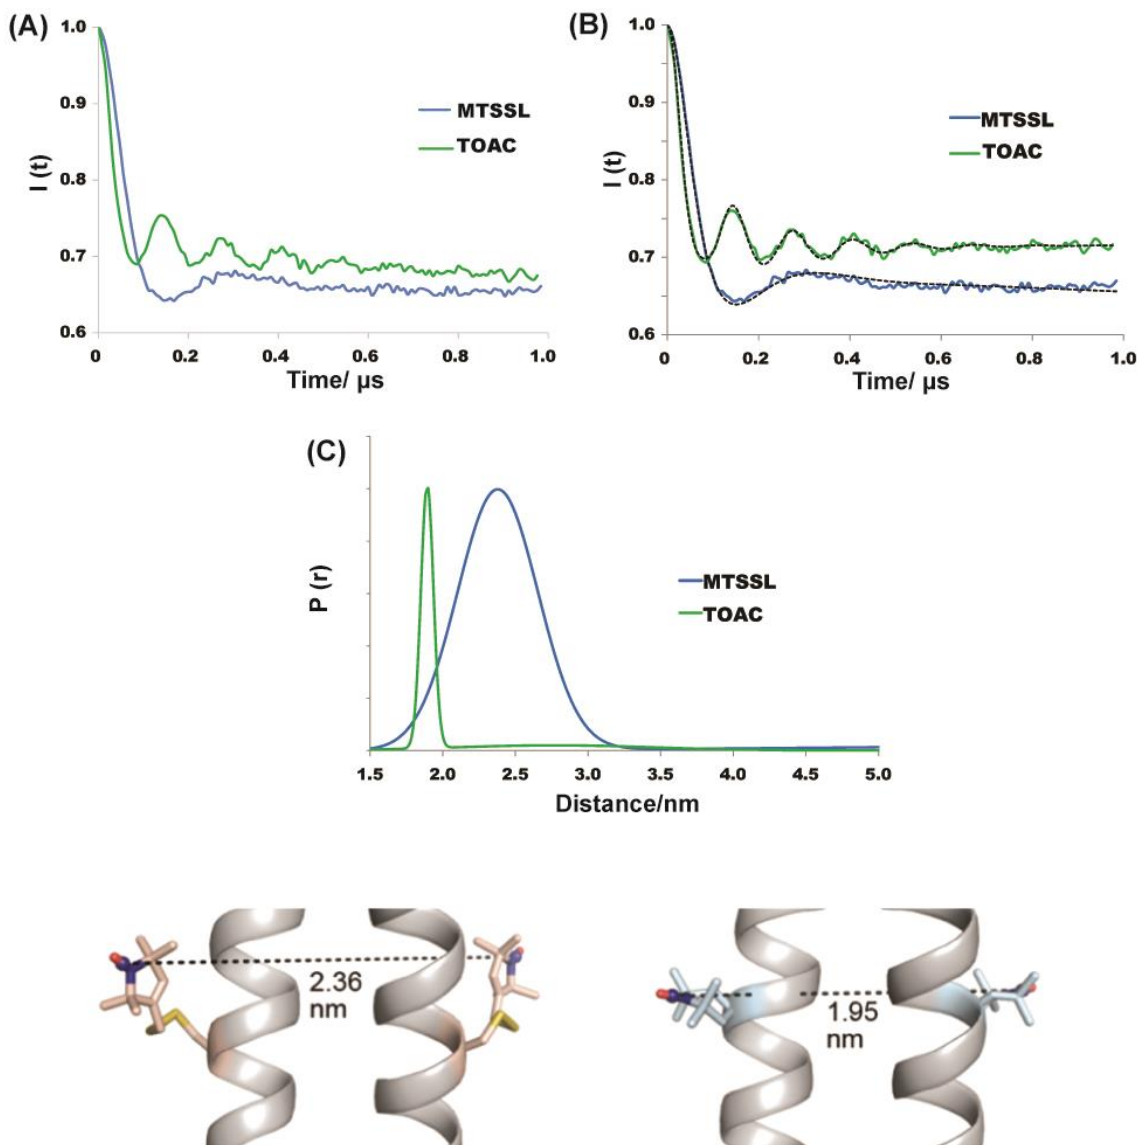 (A)
1.0
0.9
0.8
0.7
0.6
I (t)
MTSSL
TOAC
0 0.2 0.4 0.6 0.8 1.0
Time/ µs
(B)
1.0
0.9
0.8
0.7
0.6
I (t)
MTSSL
TOAC
0 0.2 0.4 0.6 0.8 1.0
Time/ µs
(C)
P (r)
MTSSL
TOAC
1.5 2.0 2.5 3.0 3.5 4.0 4.5 5.0
Distance/nm
2.36
nm
1.95
nm